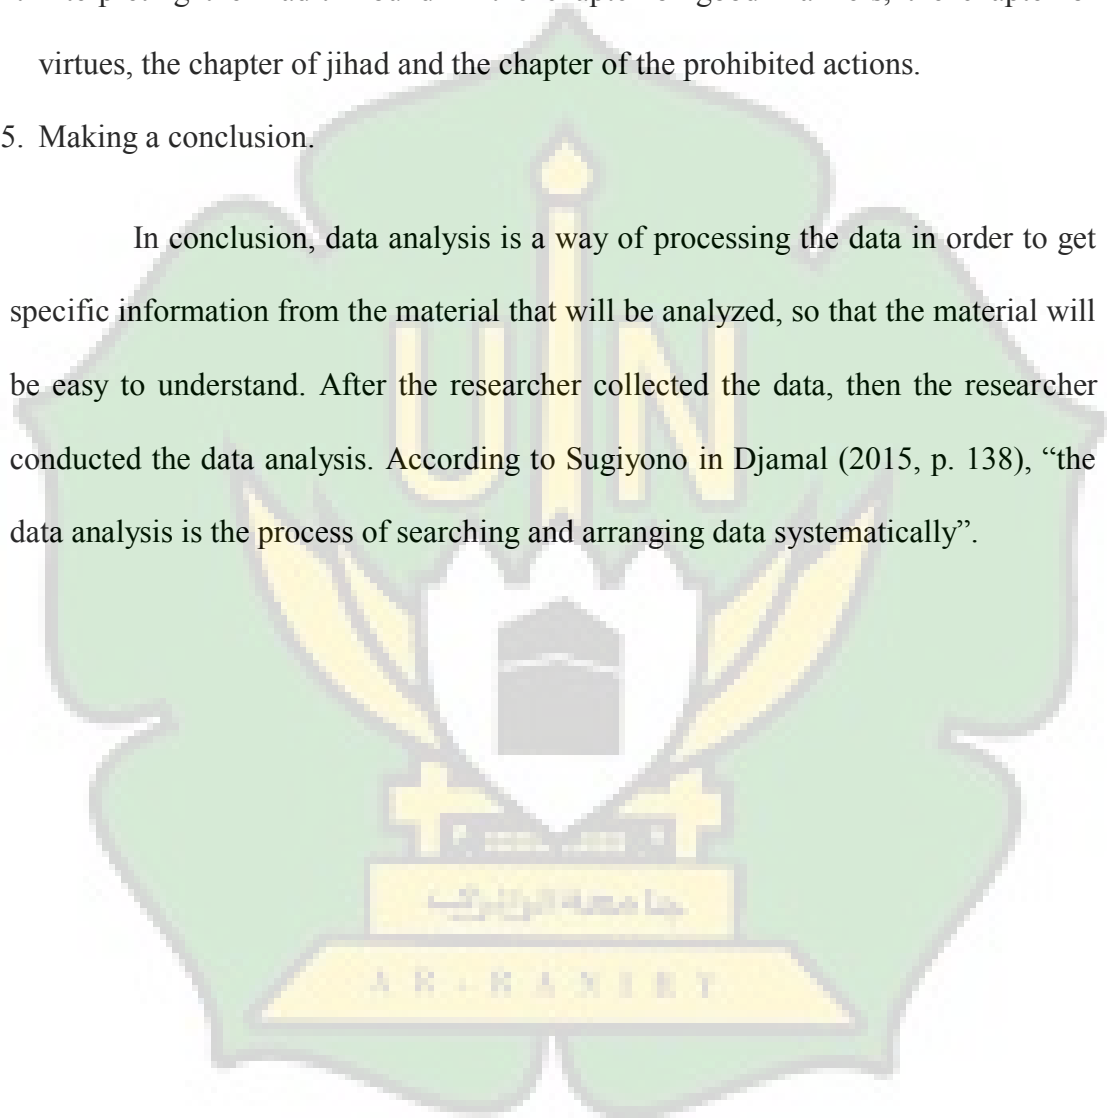 virtues, the chapter of jihad and the chapter of the prohibited actions.
5. Making a conclusion.
In conclusion, data analysis is a way of processing the data in order to get
specific information from the material that will be analyzed, so that the material will
be easy to understand. After the researcher collected the data, then the researcher
conducted the data analysis. According to Sugiyono in Djamal (2015, p. 138), “the
data analysis is the process of searching and arranging data systematically”.
UIN
جامعة الرانيري
AR-RANIRY